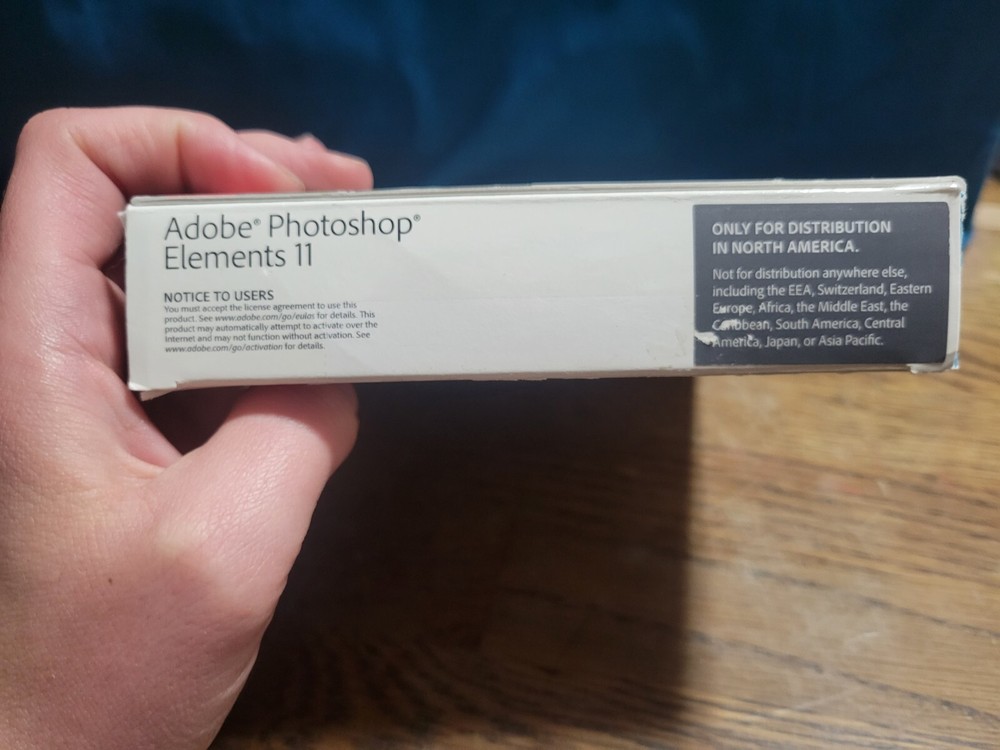 Adobe® Photoshop®
Elements 11
NOTICE TO USERS
You must accept the license agreement to use this
product. See www.adobe.com/go/eulas for details. This
product may automatically attempt to activate over the
Internet and may not function without activation. See
www.adobe.com/go/activation for details.
ONLY FOR DISTRIBUTION
IN NORTH AMERICA.
Not for distribution anywhere else,
including the EEA, Switzerland, Eastern
Europe, Africa, the Middle East, the
Caribbean, South America, Central
America, Japan, or Asia Pacific.